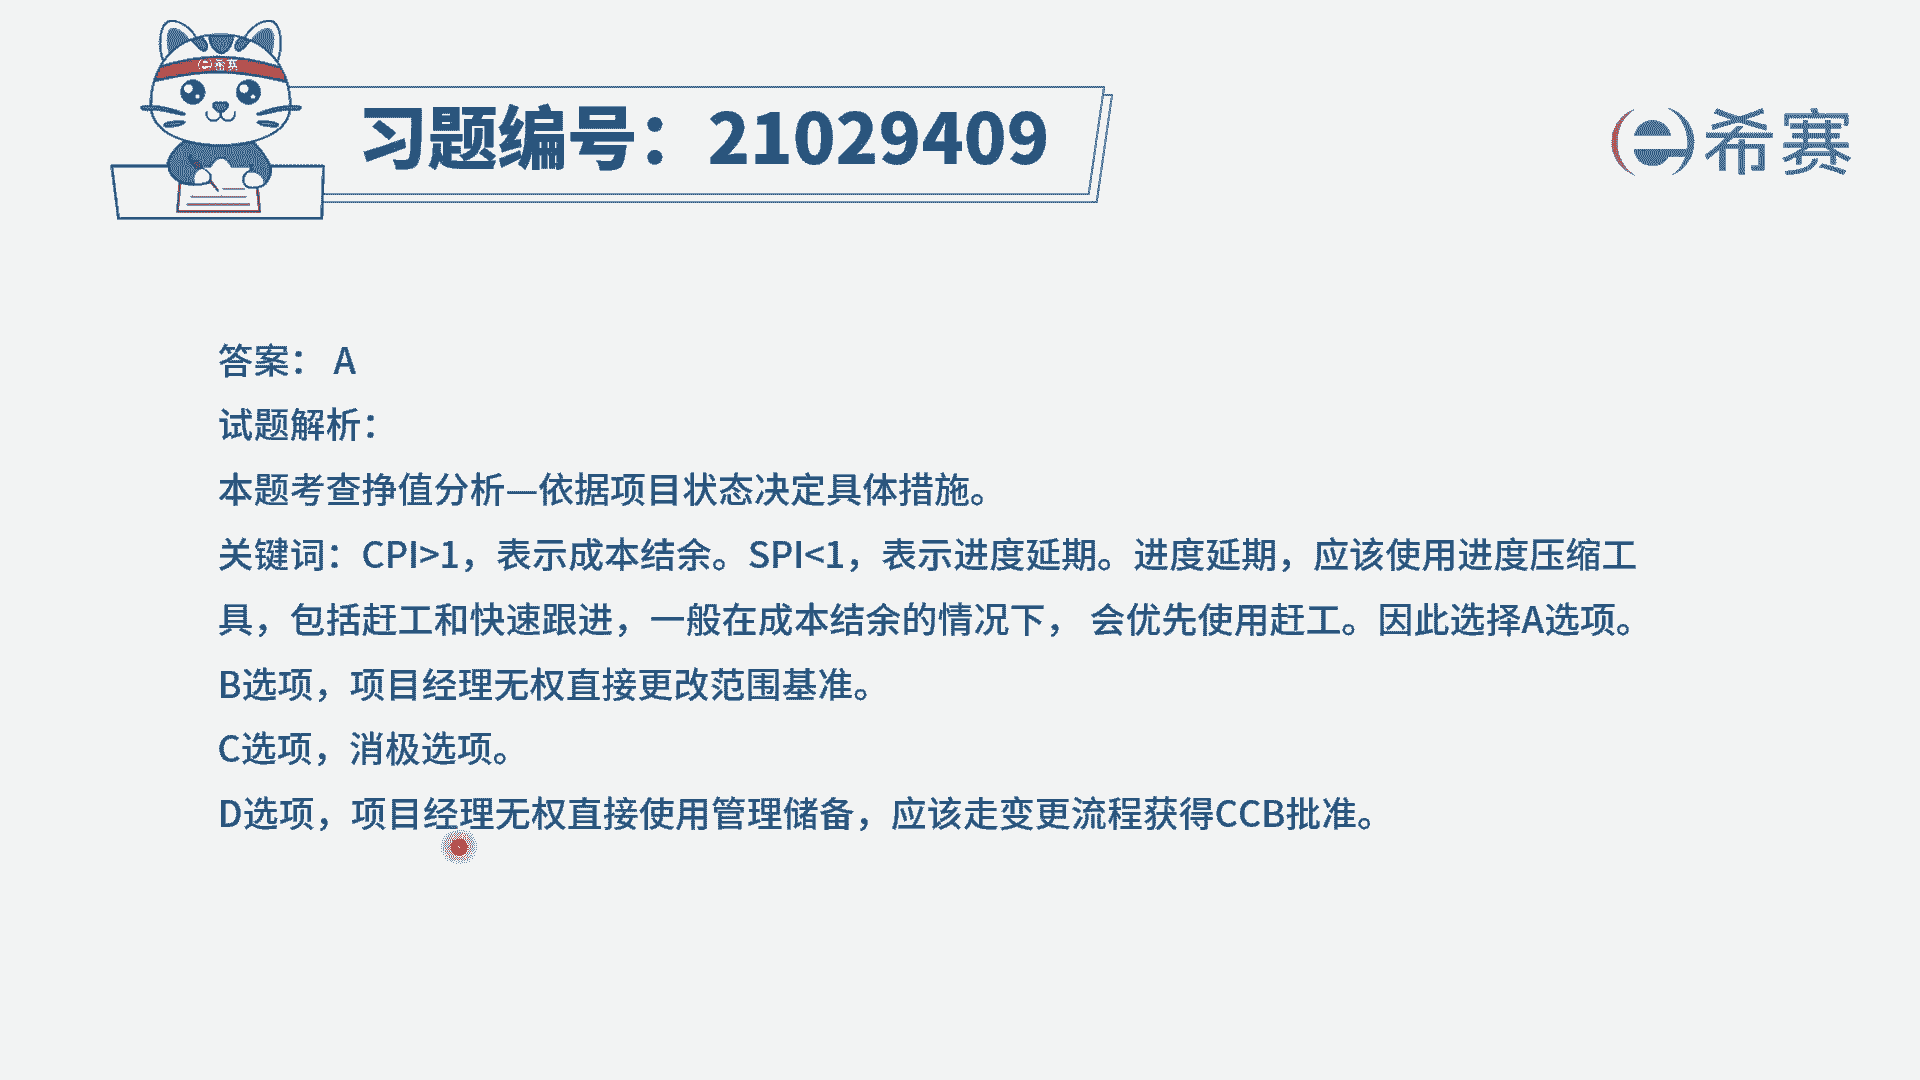 e希赛
习题编号：21029409
e希赛
答案： A
试题解析：
本题考查挣值分析—依据项目状态决定具体措施。
关键词：CPI>1，表示成本结余。SPI<1，表示进度延期。进度延期，应该使用进度压缩工
具，包括赶工和快速跟进，一般在成本结余的情况下， 会优先使用赶工。因此选择A选项。
B选项，项目经理无权直接更改范围基准。
C选项，消极选项。
D选项，项目经理无权直接使用管理储备，应该走变更流程获得CCB批准。